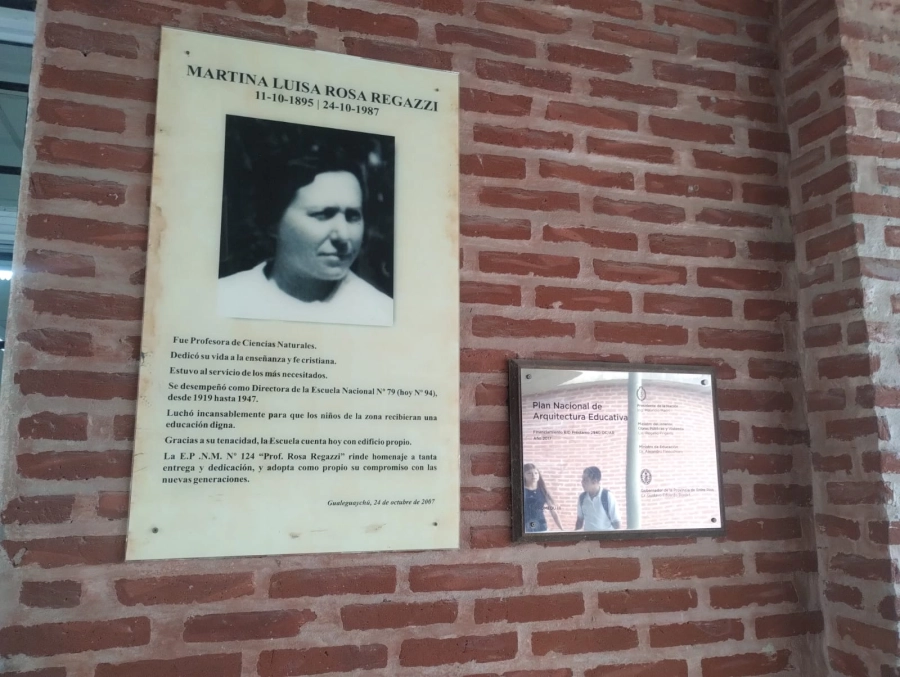 MARTINA LUISA ROSA REGAZZI
11-10-1895 | 24-10-1987
Fue Profesora de Ciencias Naturales.
Dedicó su vida a la enseñanza y fe cristiana.
Estuvo al servicio de los más necesitados.
Se desempeñó como Directora de la Escuela Nacional Nº 79 (hoy Nº 94),
desde 1919 hasta 1947.
Luchó incansablemente para que los niños de la zona recibieran una
educación digna.
Gracias a su tenacidad, la Escuela cuenta hoy con edificio propio.
La E.P .N.M. Nº 124 “Prof. Rosa Regazzi” rinde homenaje a tanta
entrega y dedicación, y adopta como propio su compromiso con las
nuevas generaciones.
Gualeguaychú, 24 de octubre de 2007
Plan Nacional de
Arquitectura Educativa